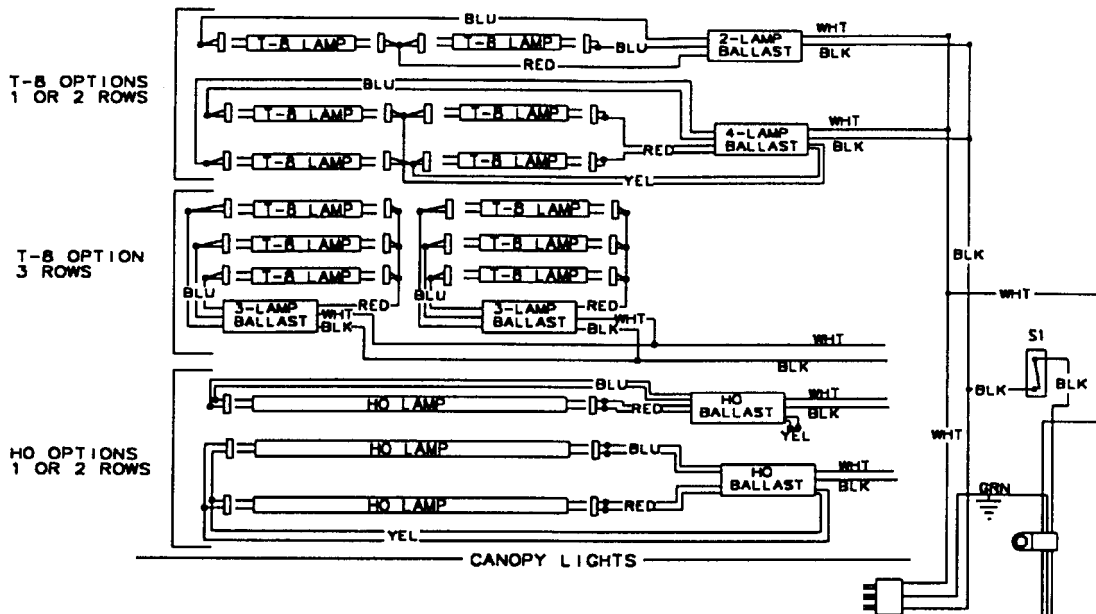 BLU
WHT
T-8 LAMP
T-8 LAMP
BLU
2-LAMP
BALLAST
BLK
RED
T-8 OPTIONS
1 OR 2 ROWS
BLU
T-8 LAMP
T-8 LAMP
WHT
4-LAMP
BALLAST
BLK
RED
T-8 LAMP
T-8 LAMP
YEL
T-8 LAMP
T-8 LAMP
T-8 OPTION
3 ROWS
T-8 LAMP
T-8 LAMP
BLK
T-8 LAMP
T-8 LAMP
BLU
BLU
WHT
3-LAMP
BALLAST
RED
WHT
BLK
3-LAMP
BALLAST
RED
WHT
BLK
WHT
BLK
S1
BLU
HO LAMP
RED
HO
BALLAST
WHT
BLK
YEL
BLK
BLK
HO OPTIONS
1 OR 2 ROWS
HO LAMP
BLU
WHT
HO
BALLAST
WHT
BLK
HO LAMP
RED
GRN
YEL
CANOPY LIGHTS